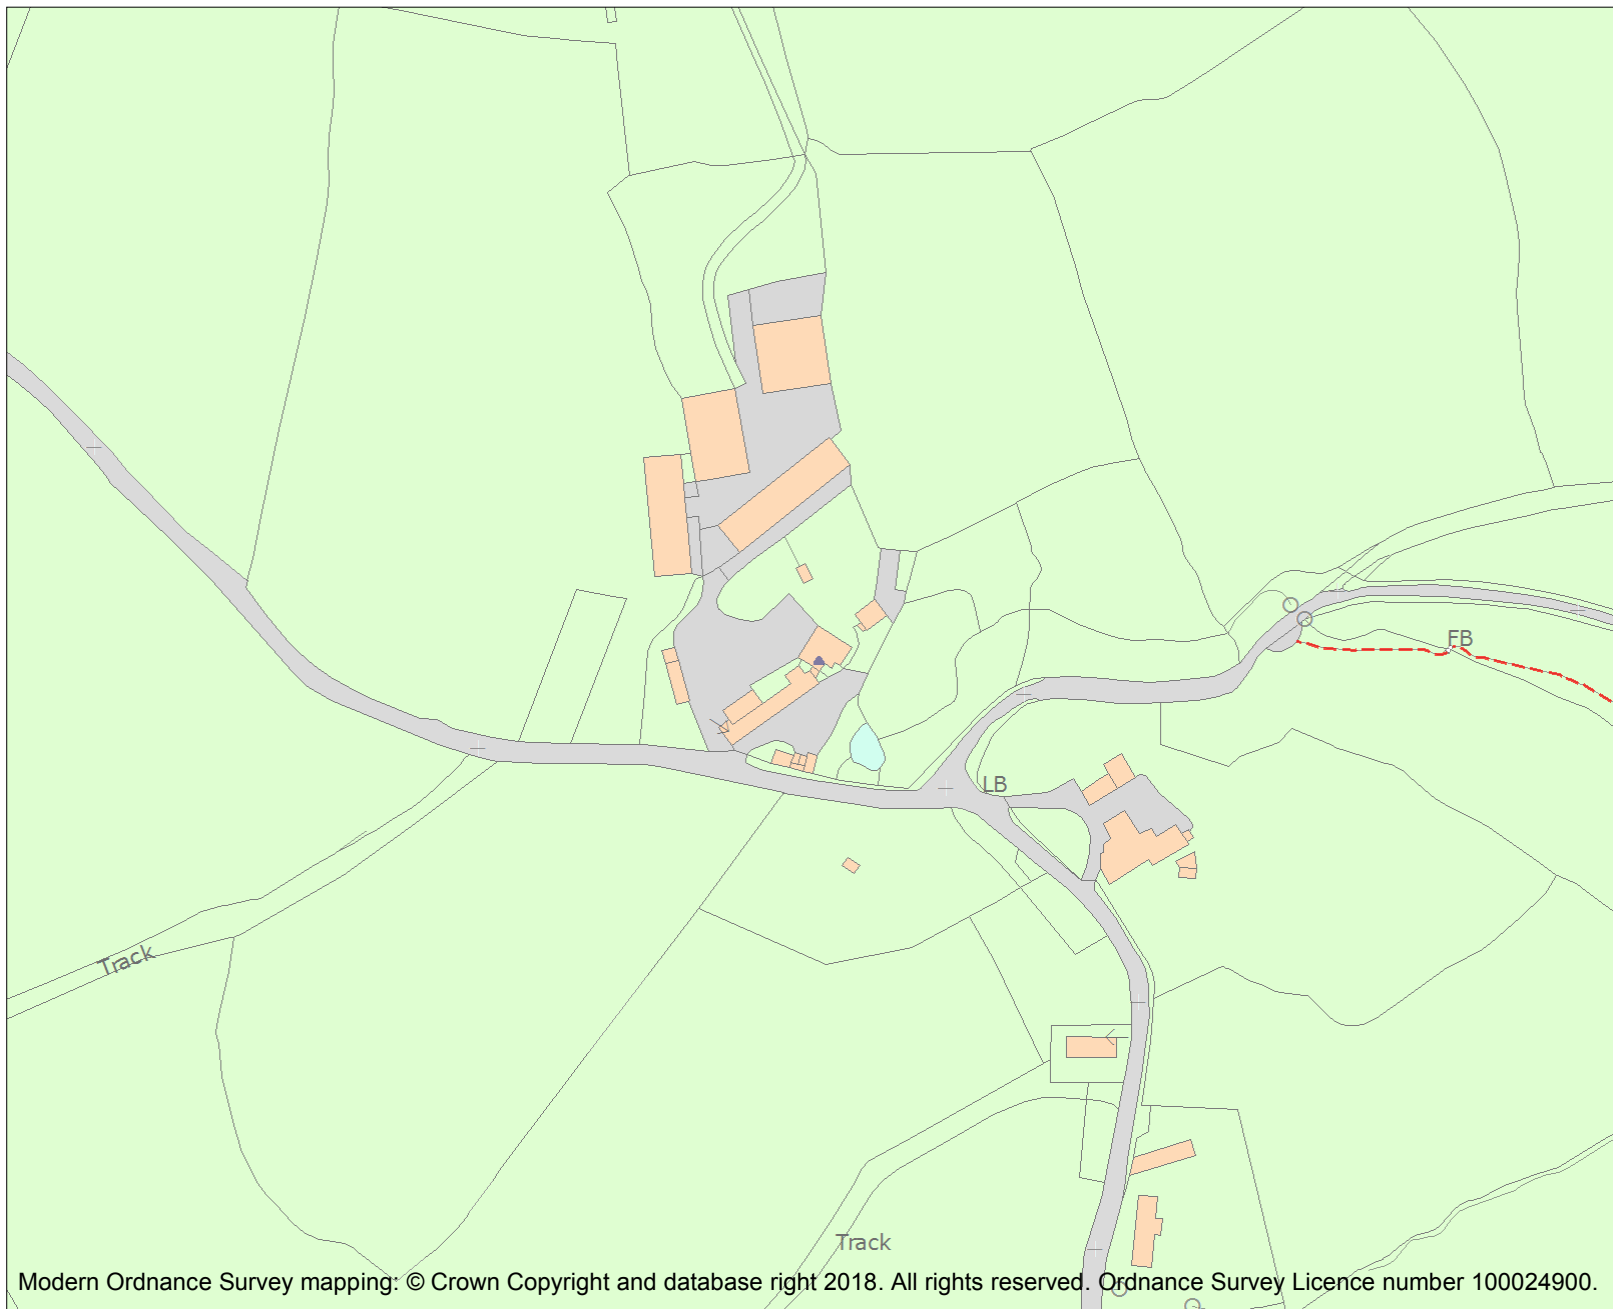 FB
LB
Track
Track
Modern Ordnance Survey mapping: © Crown Copyright and database right 2018. All rights reserved. Ordnance Survey Licence number 100024900.